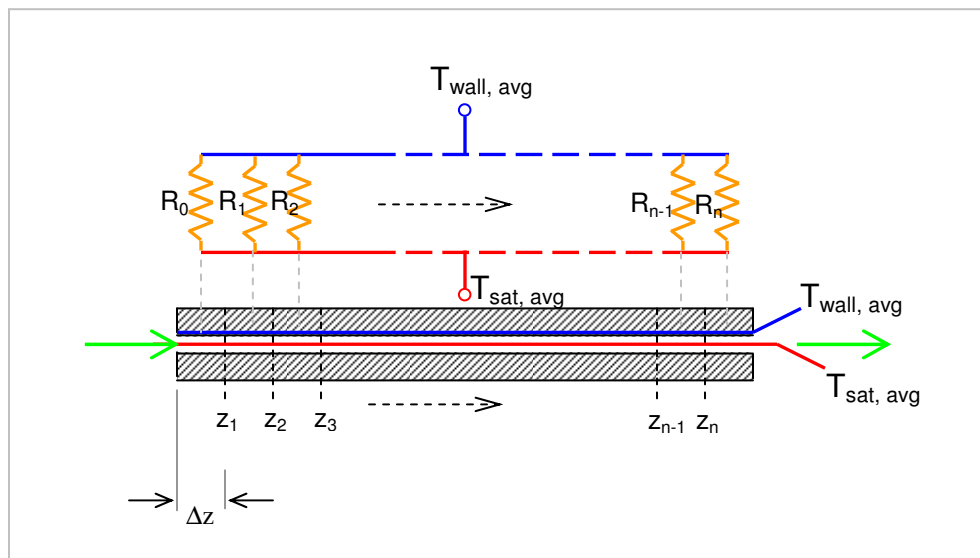 T_wall, avg
R_0 R_1 R_2 R_n-1 R_n
T_sat, avg
T_wall, avg
T_sat, avg
z_1 z_2 z_3 z_n-1 z_n
Δz